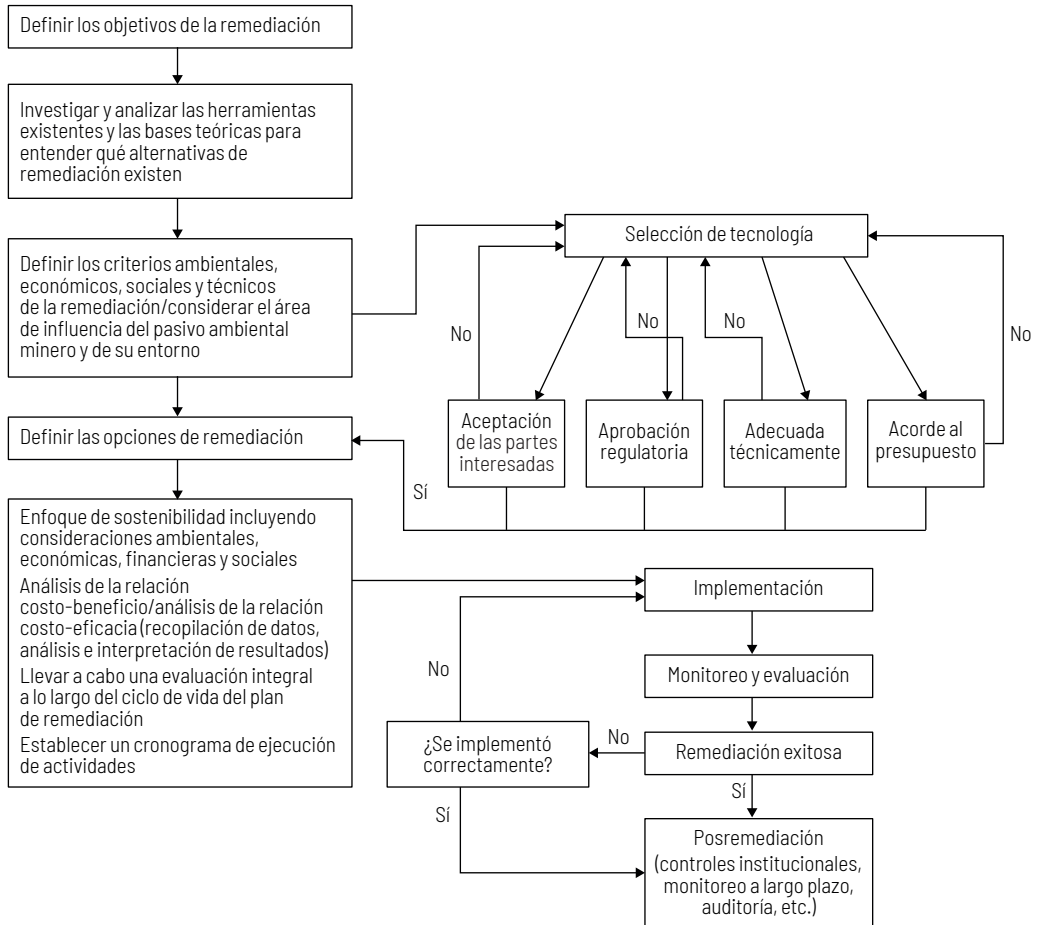 Definir los objetivos de la remediación
Investigar y analizar las herramientas
existentes y las bases teóricas para
entender qué alternativas de
remediación existen
Definir los criterios ambientales,
económicos, sociales y técnicos
de la remediación/considerar el área
de influencia del pasivo ambiental
minero y de su entorno
Definir las opciones de remediación
Enfoque de sostenibilidad incluyendo
consideraciones ambientales,
económicas, financieras y sociales
Análisis de la relación
costo-beneficio/análisis de la relación
costo-eficacia (recopilación de datos,
análisis e interpretación de resultados)
Llevar a cabo una evaluación integral
a lo largo del ciclo de vida del plan
de remediación
Establecer un cronograma de ejecución
de actividades
Selección de tecnología
No
No
No
No
Aceptación
de las partes
interesadas
Aprobación
regulatoria
Adecuada
técnicamente
Acorde al
presupuesto
Sí
Implementación
Monitoreo y evaluación
Remediación exitosa
No
¿Se implementó
correctamente?
No
Sí
Sí
Posremediación
(controles institucionales,
monitoreo a largo plazo,
auditoría, etc.)